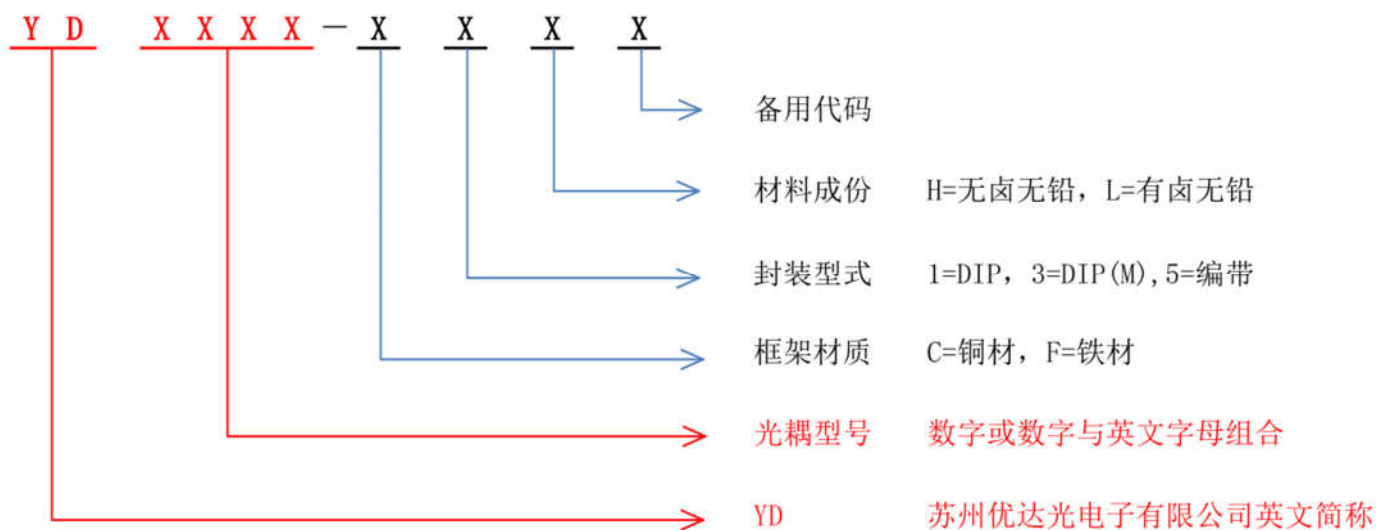 YD XXXX-X X X X
备用代码
材料成份 H=无卤无铅，L=有卤无铅
封装型式 1=DIP，3=DIP(M),5=编带
框架材质 C=铜材，F=铁材
光耦型号 数字或数字与英文字母组合
YD 苏州优达光电子有限公司英文简称